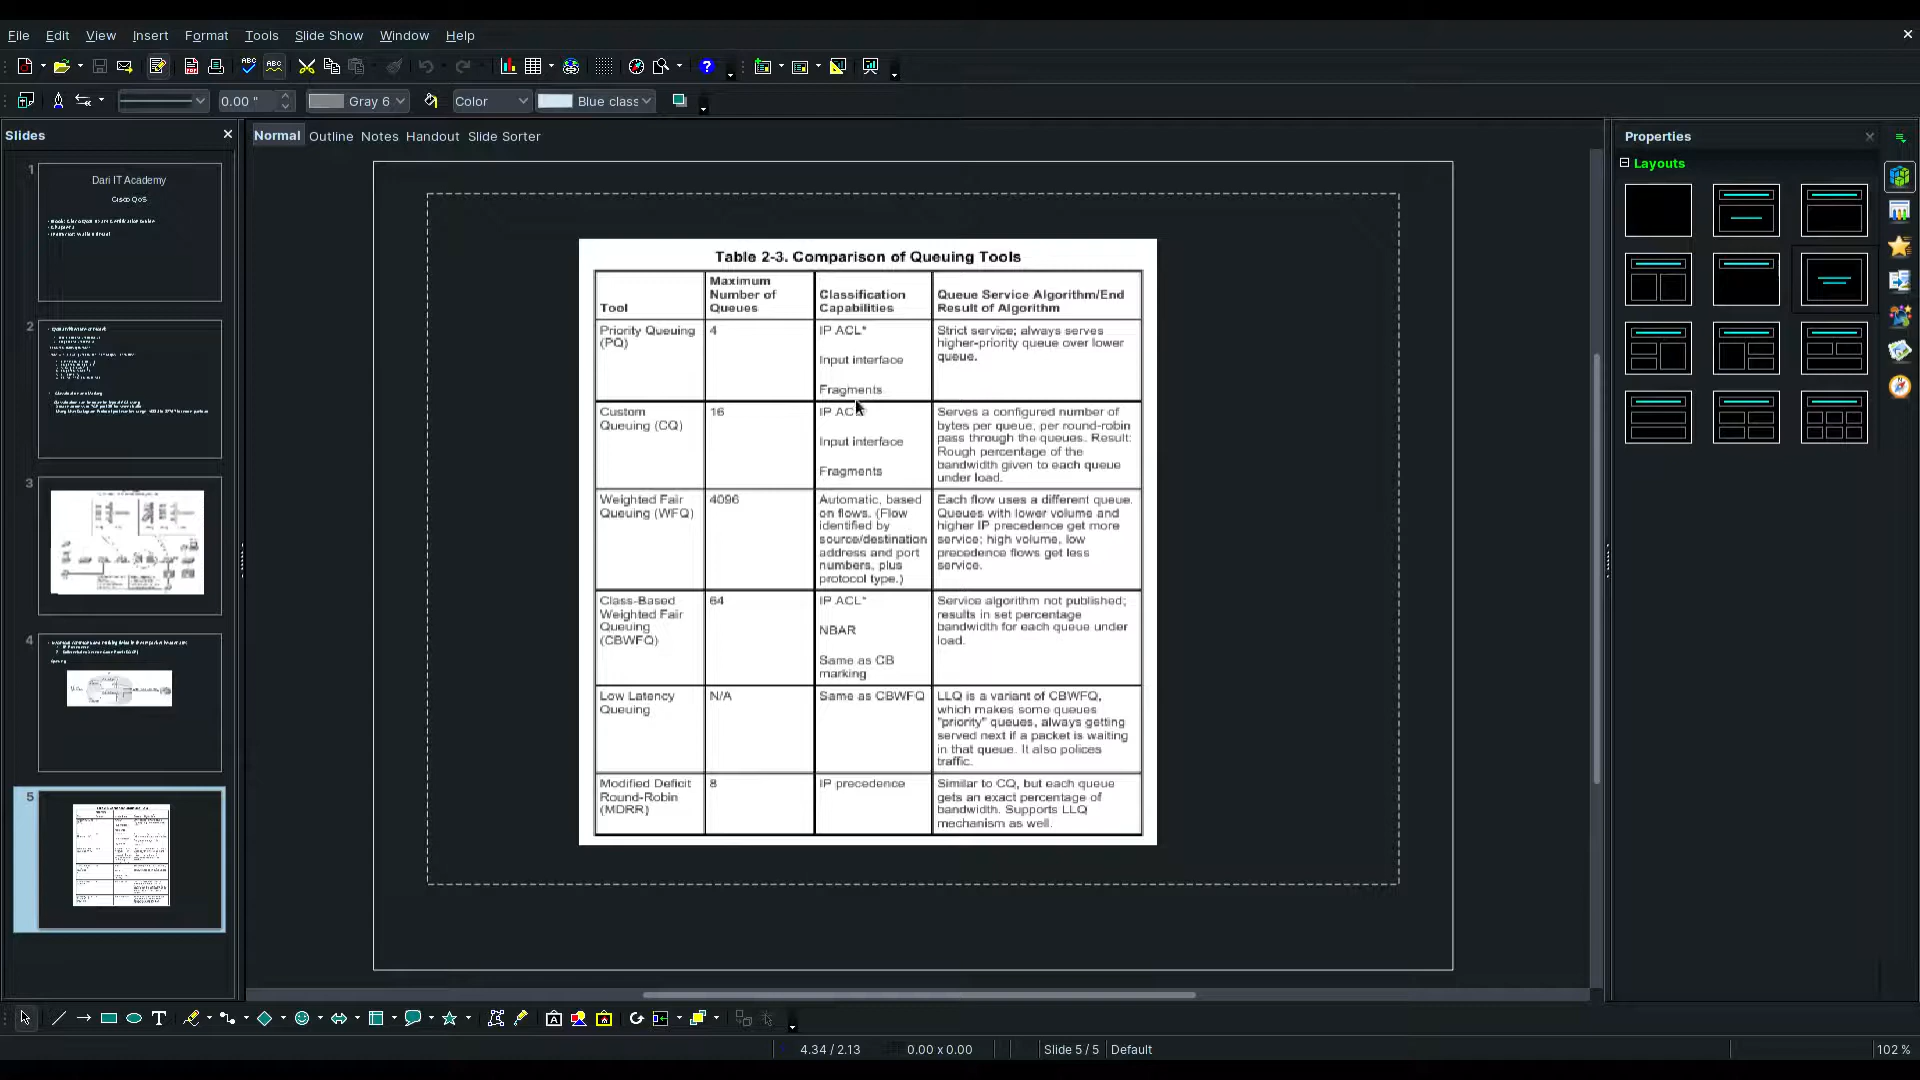 File Edit View Insert Format Tools Slide Show Window Help
0.00 " Gray 6 Color Blue class
Slides
Normal Outline Notes Handout Slide Sorter
Properties
Layouts
1
Dari IT Academy
Cisco QoS
2
3
4
5
Table 2-3. Comparison of Queuing Tools
Tool
Maximum
Number of
Queues
Classification
Capabilities
Queue Service Algorithm/End
Result of Algorithm
Priority Queuing
(PQ)
4
IP ACL*
Input interface
Fragments
Strict service; always serves
higher-priority queue over lower
queue.
Custom
Queuing (CQ)
16
IP AC
Input interface
Fragments
Serves a configured number of
bytes per queue, per round-robin
pass through the queues. Result:
Rough percentage of the
bandwidth given to each queue
under load.
Weighted Fair
Queuing (WFQ)
4096
Automatic, based
on flows. (Flow
identified by
source/destination
address and port
numbers, plus
protocol type.)
Each flow uses a different queue.
Queues with lower volume and
higher IP precedence get more
service; high volume, low
precedence flows get less
service.
Class-Based
Weighted Fair
Queuing
(CBWFQ)
64
IP ACL*
NBAR
Same as CB
marking
Service algorithm not published;
results in set percentage
bandwidth for each queue under
load.
Low Latency
Queuing
N/A
Same as CBWFQ
LLQ is a variant of CBWFQ,
which makes some queues
"priority" queues, always getting
served next if a packet is waiting
in that queue. It also polices
traffic.
Modified Deficit
Round-Robin
(MDRR)
8
IP precedence
Similar to CQ, but each queue
gets an exact percentage of
bandwidth. Supports LLQ
mechanism as well.
4.34 / 2.13 0.00 x 0.00 Slide 5 / 5 Default 102 %